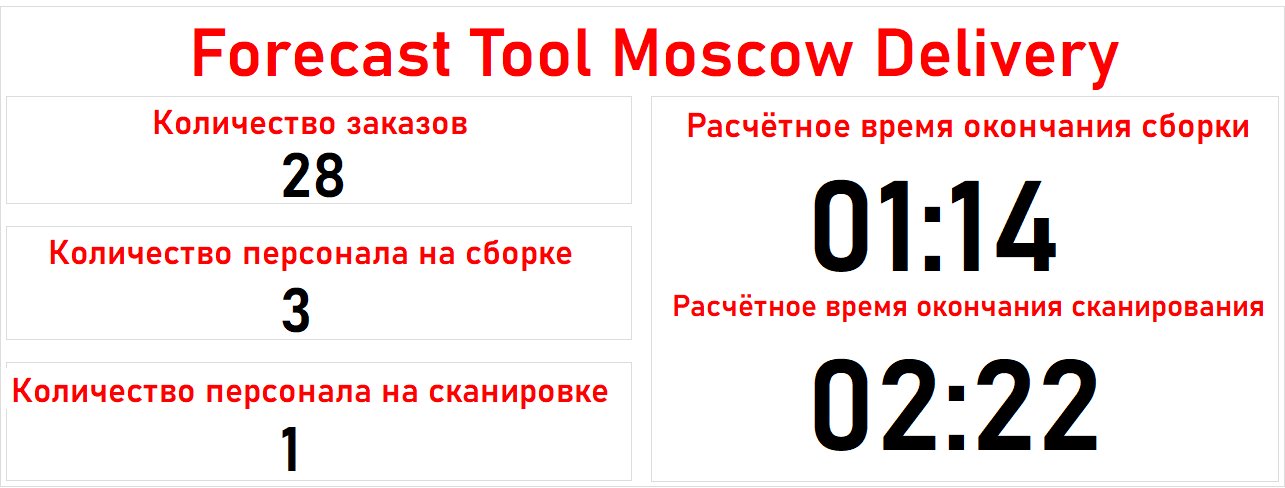 Forecast Tool Moscow Delivery
Количество заказов
28
Количество персонала на сборке
3
Количество персонала на сканировке
1
Расчётное время окончания сборки
01:14
Расчётное время окончания сканирования
02:22